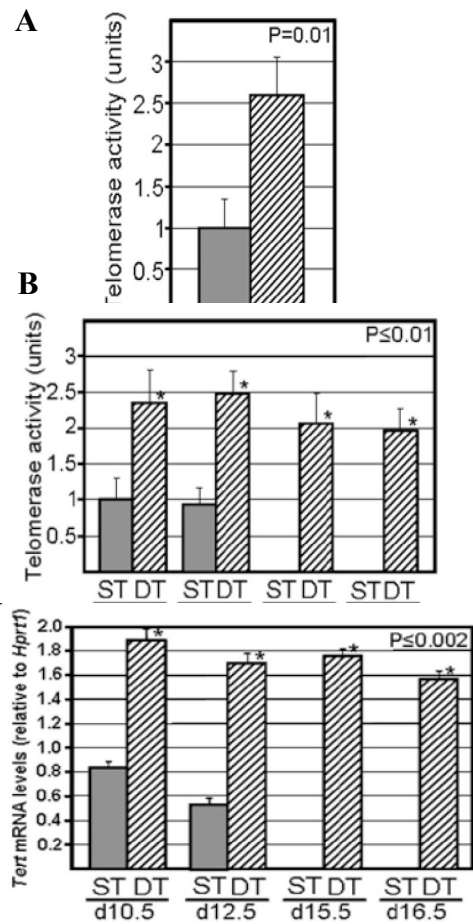 A
P=0.01
Telomerase activity (units)
3
2.5
2
1.5
1
0.5
B
P≤0.01
Telomerase activity (units)
3
2.5
2
1.5
1
0.5
* * * *
ST DT ST DT ST DT ST DT
P≤0.002
Tert mRNA levels (relative to Hprt1)
2.0
1.8
1.6
1.4
1.2
1.0
0.8
0.6
0.4
0.2
* * * *
ST DT ST DT ST DT ST DT
d10.5 d12.5 d15.5 d16.5